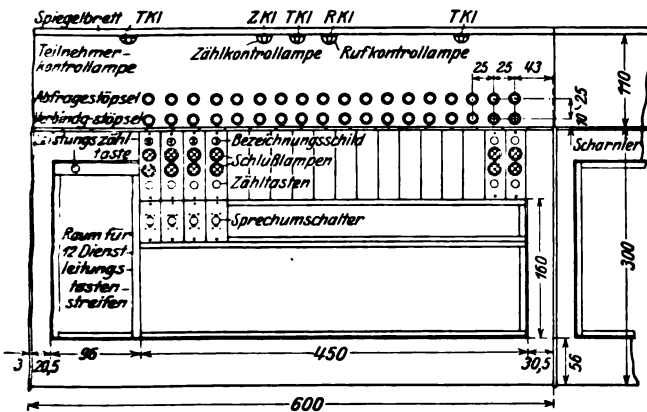 Spiegelbrett TKl ZKl TKl RKl TKl
Teilnehmer-
kontrollampe
Zählkontrollampe
Rufkontrollampe
25 25 43
110
Abfragestöpsel
25
Verbindgsstöpsel
10
Leistungszähl
taste
Bezeichnungsschild
Schlußlampen
Zähltasten
Sprechumschalter
Scharnier
Raum für
12 Dienst-
leitungs-
tasten-
streifen
160
300
3 20,5 96 450 30,5 56
600